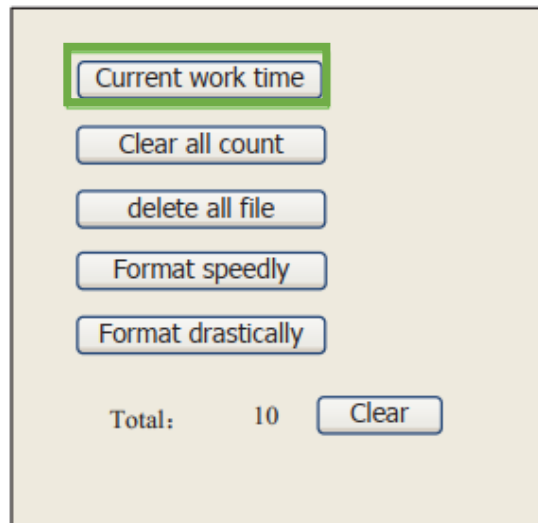 Current work time
Clear all count
delete all file
Format speedly
Format drastically
Total： 10 Clear